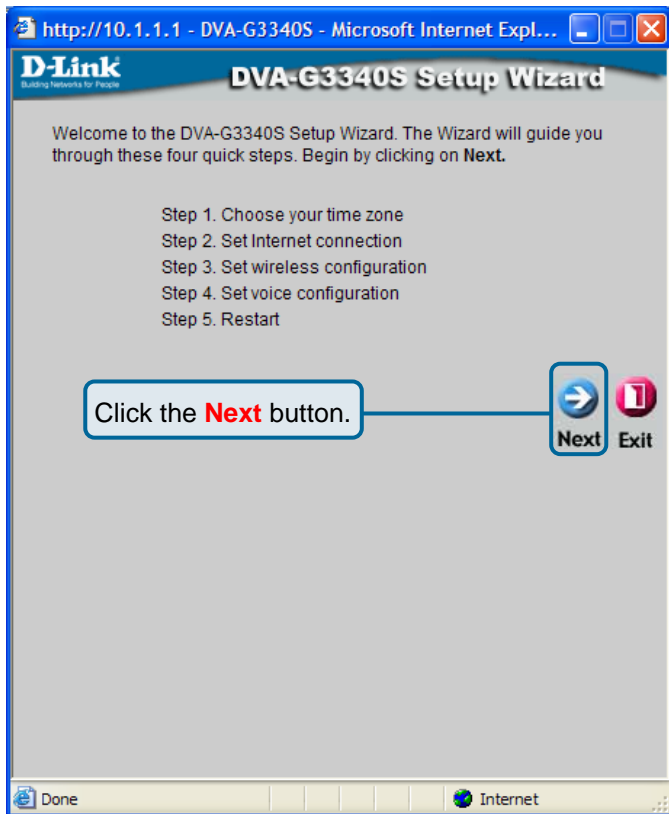 http://10.1.1.1 - DVA-G3340S - Microsoft Internet Expl...
D-Link
Building Networks for People
DVA-G3340S Setup Wizard
Welcome to the DVA-G3340S Setup Wizard. The Wizard will guide you
through these four quick steps. Begin by clicking on Next.
Step 1. Choose your time zone
Step 2. Set Internet connection
Step 3. Set wireless configuration
Step 4. Set voice configuration
Step 5. Restart
Click the Next button.
Next Exit
Done Internet